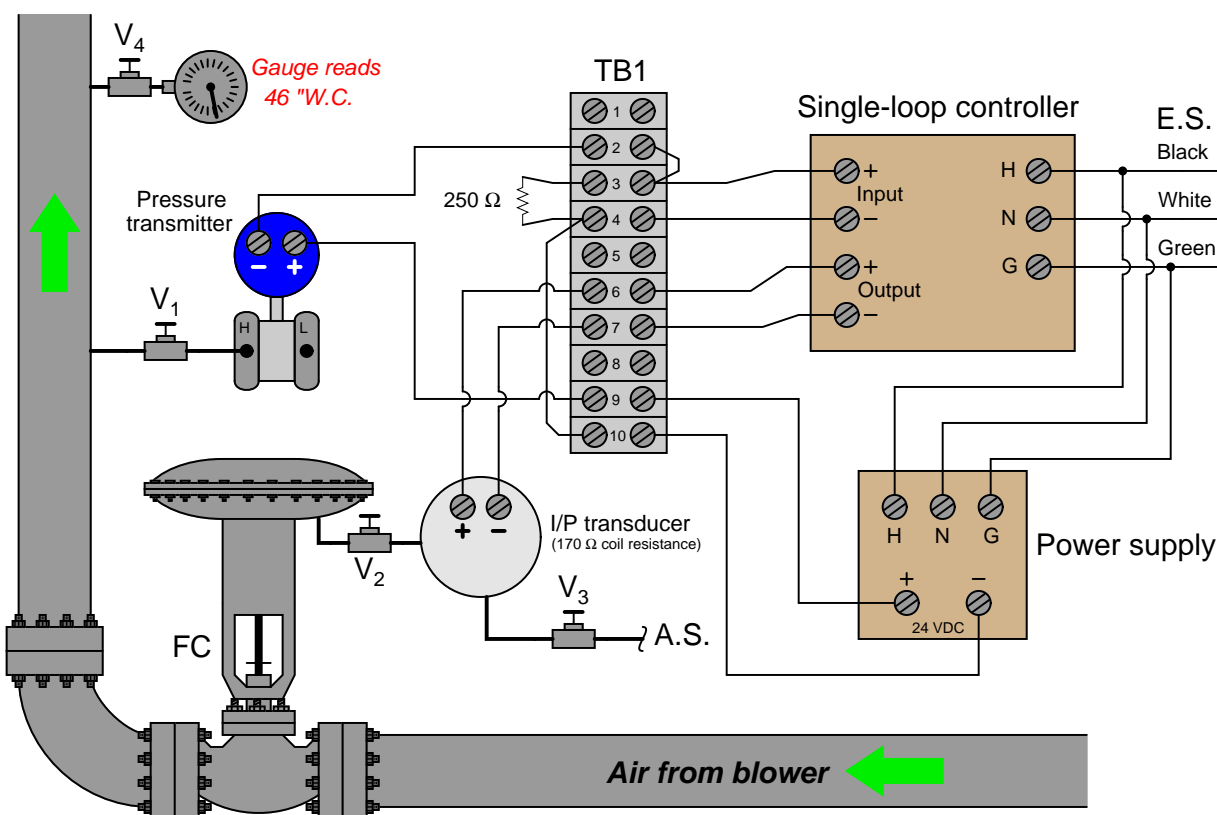 V4
Gauge reads
46 "W.C.
Pressure
transmitter
− +
H L
V1
TB1
1
2
3
4
5
6
7
8
9
10
250 Ω
Single-loop controller
+
Input
−
+
Output
−
H
N
G
E.S.
Black
White
Green
+ −
I/P transducer
(170 Ω coil resistance)
V2
V3
A.S.
FC
H N G
Power supply
+ −
24 VDC
Air from blower